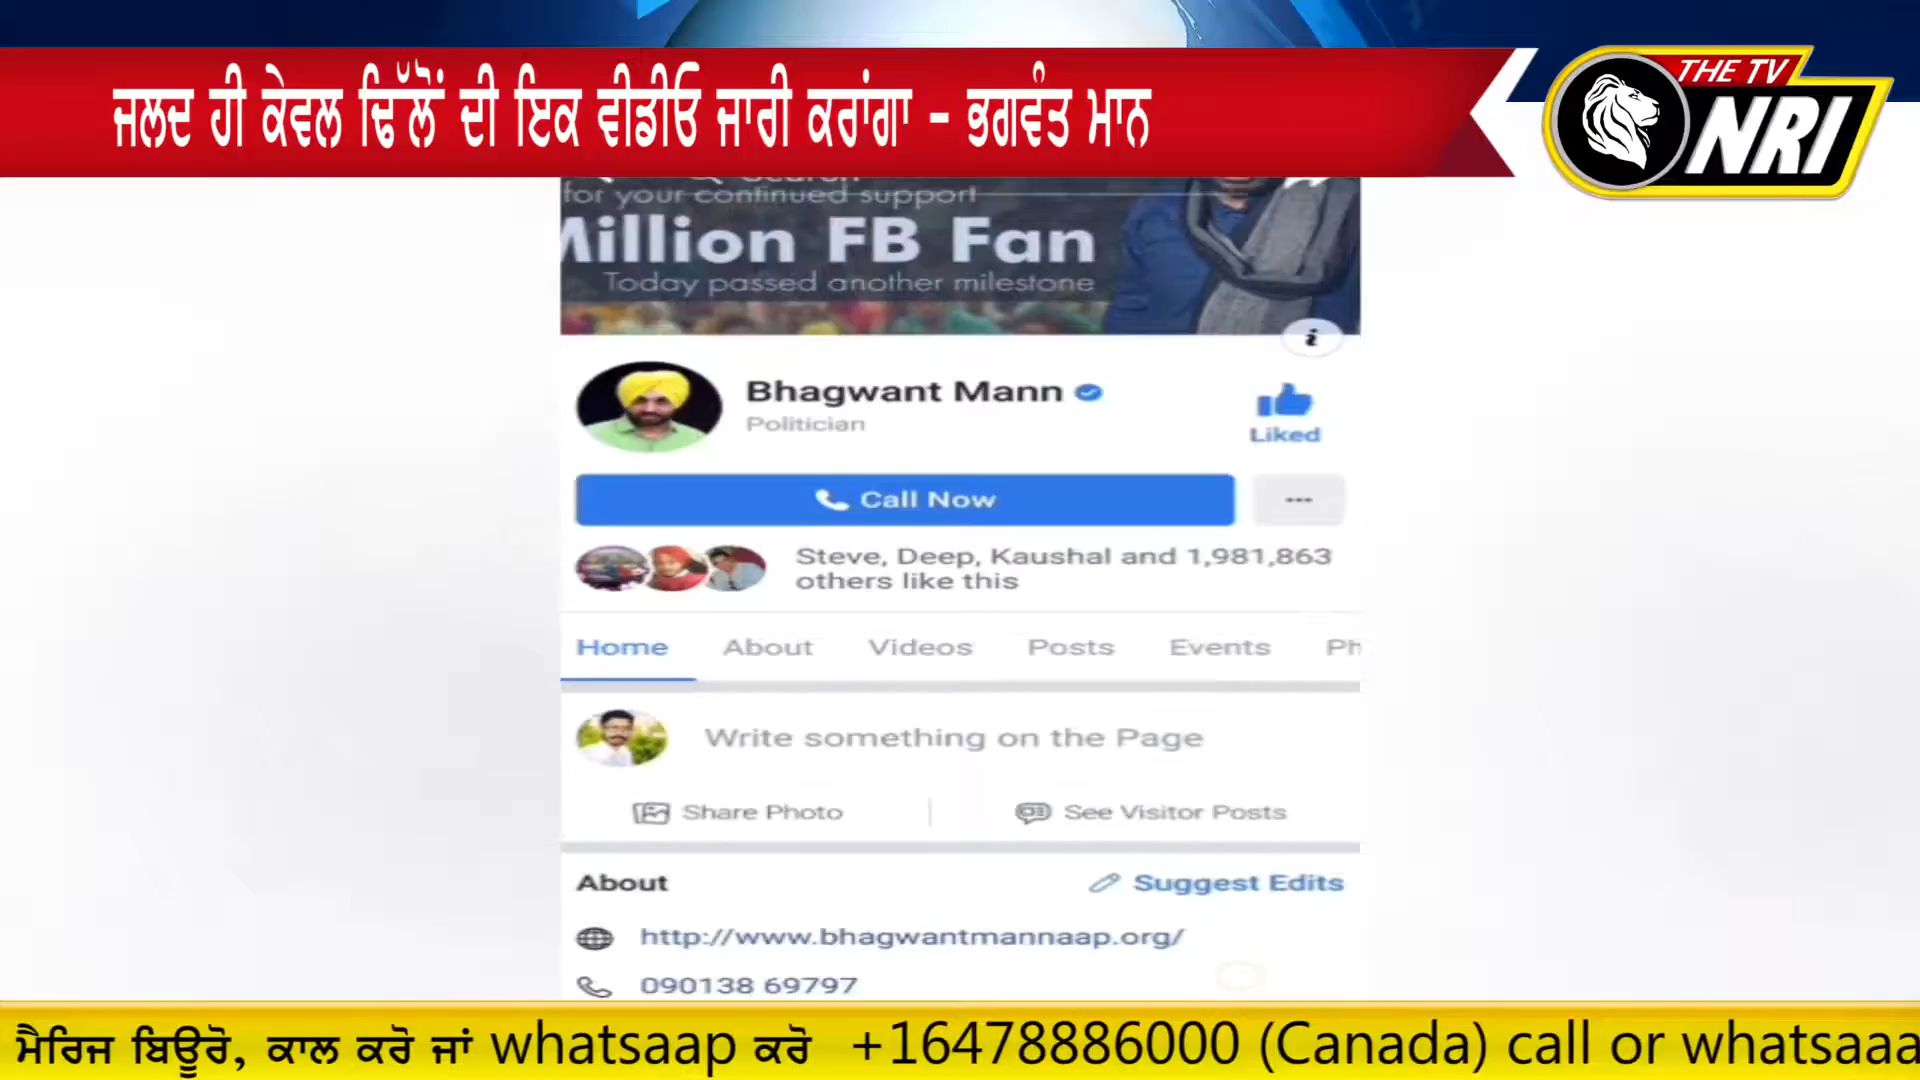 ਜਲਦ ਹੀ ਕੇਵਲ ਢਿੱਲੋਂ ਦੀ ਇਕ ਵੀਡੀਓ ਜਾਰੀ ਕਰਾਂਗਾ - ਭਗਵੰਤ ਮਾਨ
THE TV
NRI
Search
for your continued support
Million FB Fan
Today passed another milestone
Bhagwant Mann
Politician
Liked
Call Now
Steve, Deep, Kaushal and 1,981,863
others like this
Home About Videos Posts Events Ph
Write something on the Page
Share Photo See Visitor Posts
About Suggest Edits
http://www.bhagwantmannaap.org/
090138 69797
ਮੈਰਿਜ ਬਿਊਰੋ, ਕਾਲ ਕਰੋ ਜਾਂ whatsaap ਕਰੋ +16478886000 (Canada) call or whatsaaa